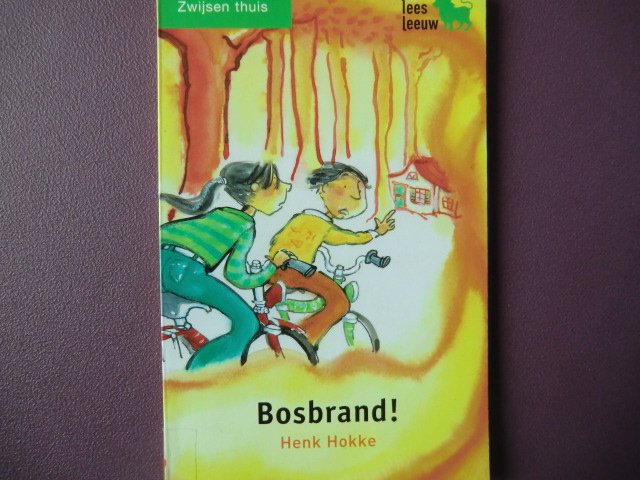 Zwijsen thuis
lees
leeuw
Bosbrand!
Henk Hokke